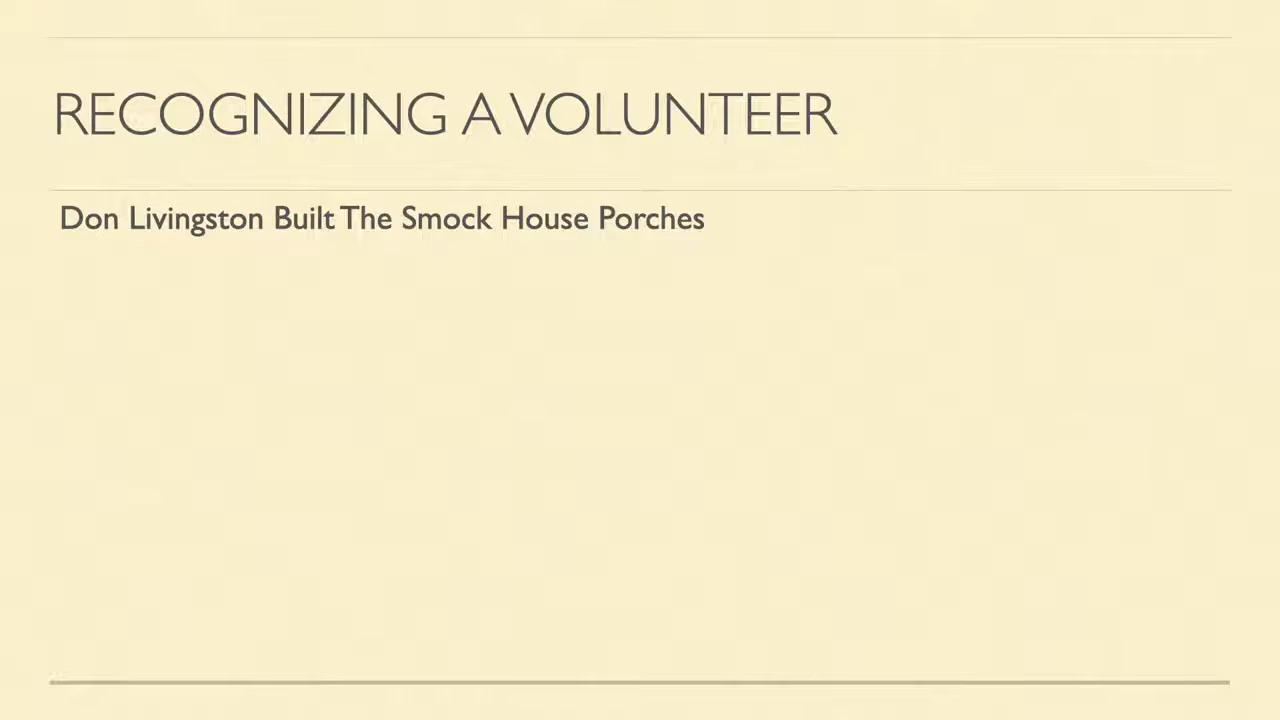 RECOGNIZING A VOLUNTEER
Don Livingston Built The Smock House Porches